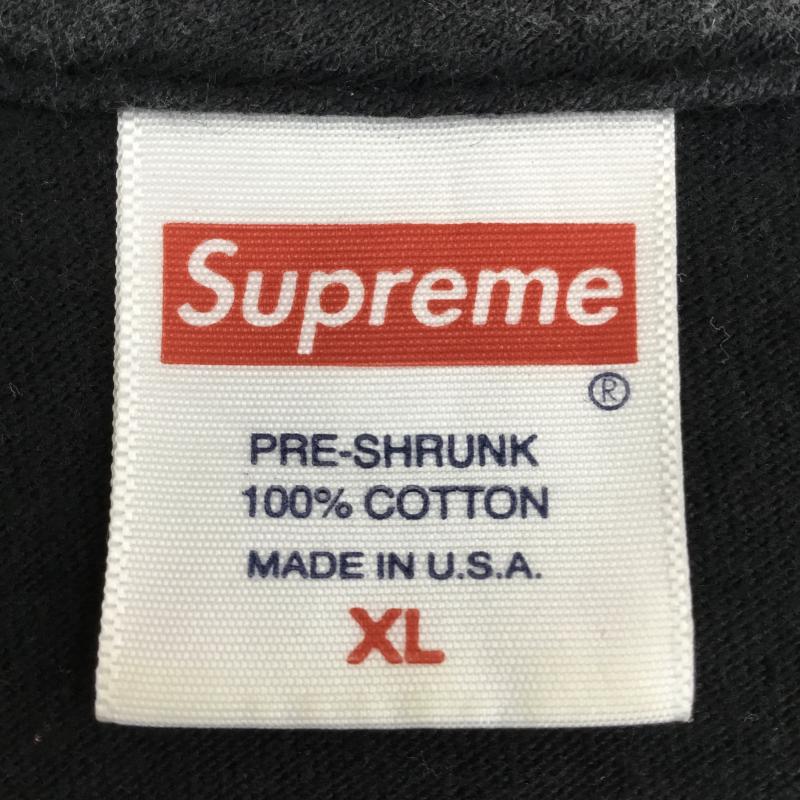 Supreme
®
PRE-SHRUNK
100% COTTON
MADE IN U.S.A.
XL